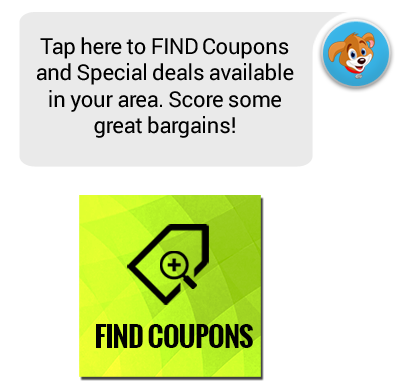 Tap here to FIND Coupons
and Special deals available
in your area. Score some
great bargains!
FIND COUPONS